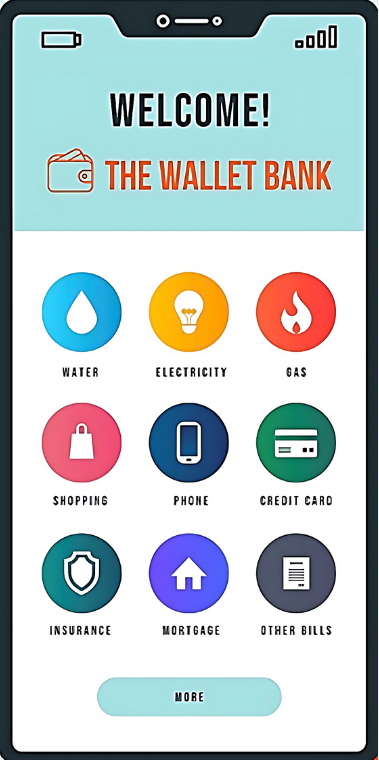 WELCOME!
THE WALLET BANK
WATER ELECTRICITY GAS
SHOPPING PHONE CREDIT CARD
INSURANCE MORTGAGE OTHER BILLS
MORE